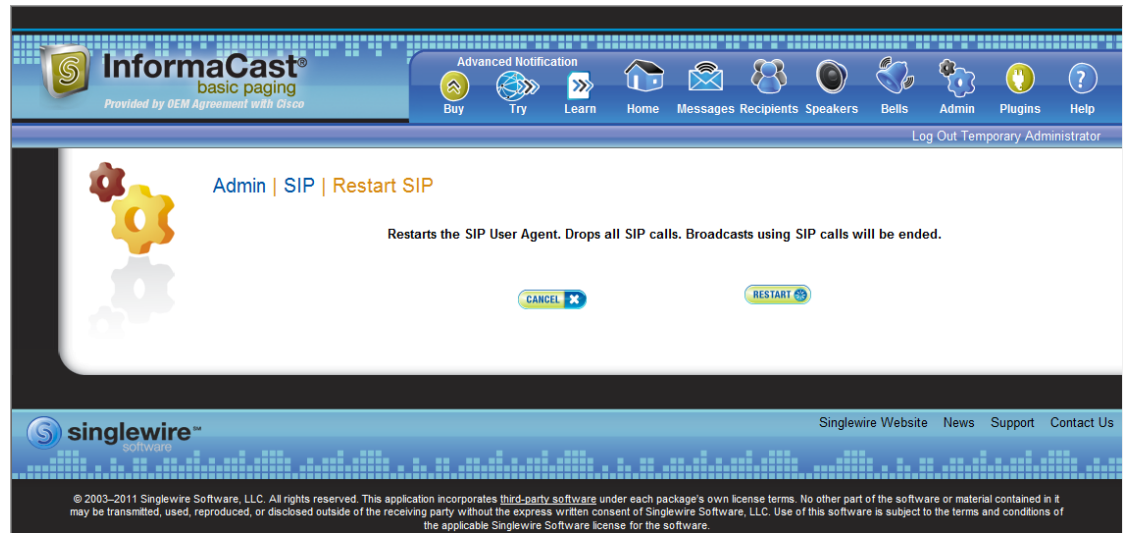 InformaCast®
basic paging
Provided by OEM Agreement with Cisco
Advanced Notification
Buy Try Learn Home Messages Recipients Speakers Bells Admin Plugins Help
Log Out Temporary Administrator
Admin | SIP | Restart SIP
Restarts the SIP User Agent. Drops all SIP calls. Broadcasts using SIP calls will be ended.
CANCEL RESTART
singlewire℠
software
Singlewire Website News Support Contact Us
© 2003–2011 Singlewire Software, LLC. All rights reserved. This application incorporates third-party software under each package's own license terms. No other part of the software or material contained in it
may be transmitted, used, reproduced, or disclosed outside of the receiving party without the express written consent of Singlewire Software, LLC. Use of this software is subject to the terms and conditions of
the applicable Singlewire Software license for the software.